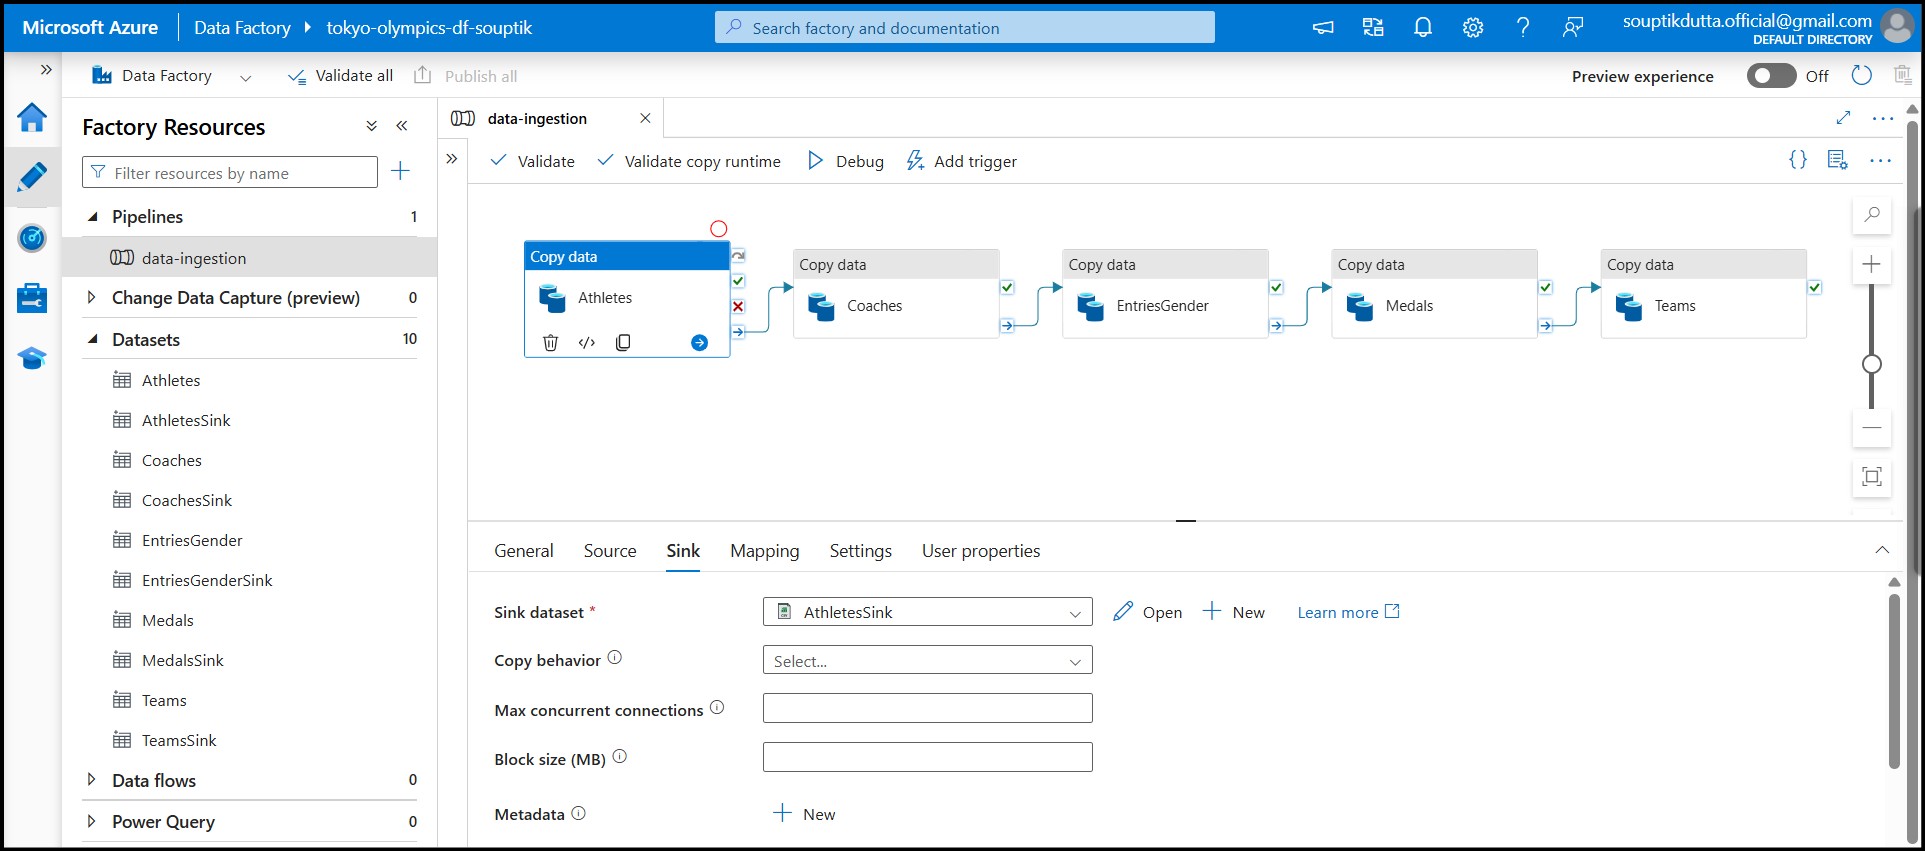 Microsoft Azure
Data Factory
tokyo-olympics-df-souptik
Search factory and documentation
souptikdutta.official@gmail.com
DEFAULT DIRECTORY
Data Factory
Validate all
Publish all
Preview experience
Off
Factory Resources
Filter resources by name
Pipelines 1
data-ingestion
Change Data Capture (preview) 0
Datasets 10
Athletes
AthletesSink
Coaches
CoachesSink
EntriesGender
EntriesGenderSink
Medals
MedalsSink
Teams
TeamsSink
Data flows 0
Power Query 0
data-ingestion
Validate
Validate copy runtime
Debug
Add trigger
Copy data
Athletes
Copy data
Coaches
Copy data
EntriesGender
Copy data
Medals
Copy data
Teams
General
Source
Sink
Mapping
Settings
User properties
Sink dataset *
AthletesSink
Open
New
Learn more
Copy behavior
Select...
Max concurrent connections
Block size (MB)
Metadata
New